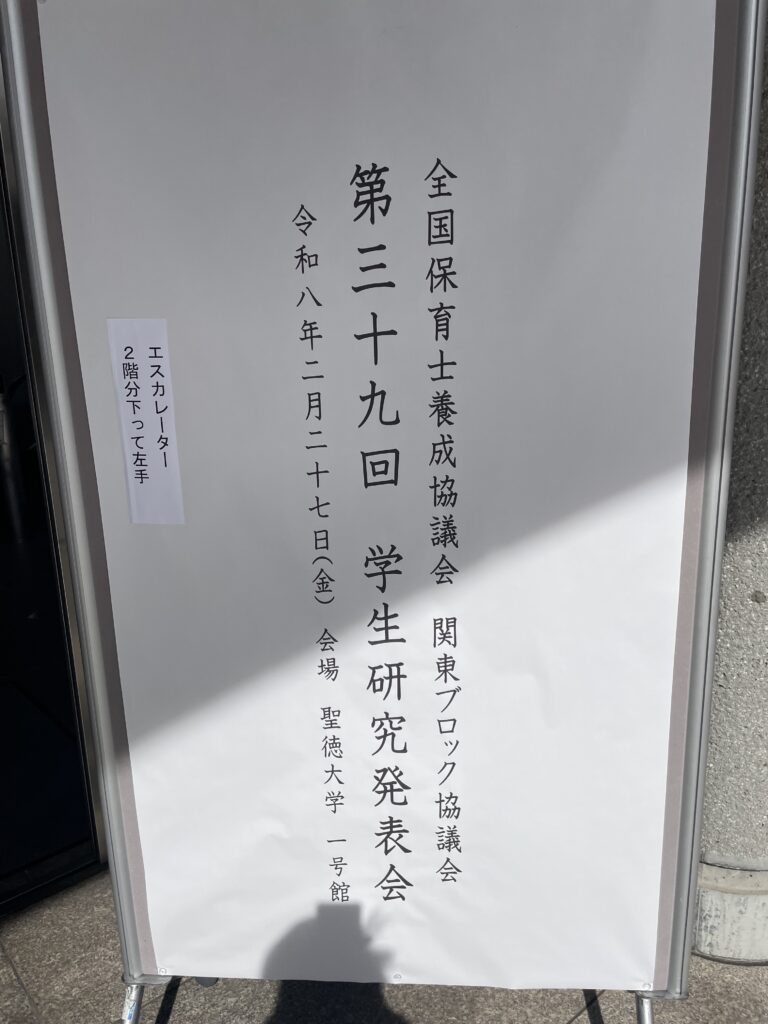 全国保育士養成協議会　関東ブロック協議会
第三十九回　学生研究発表会
令和八年二月二十七日(金)　会場　聖徳大学　一号館
エスカレーター
2階分下って左手